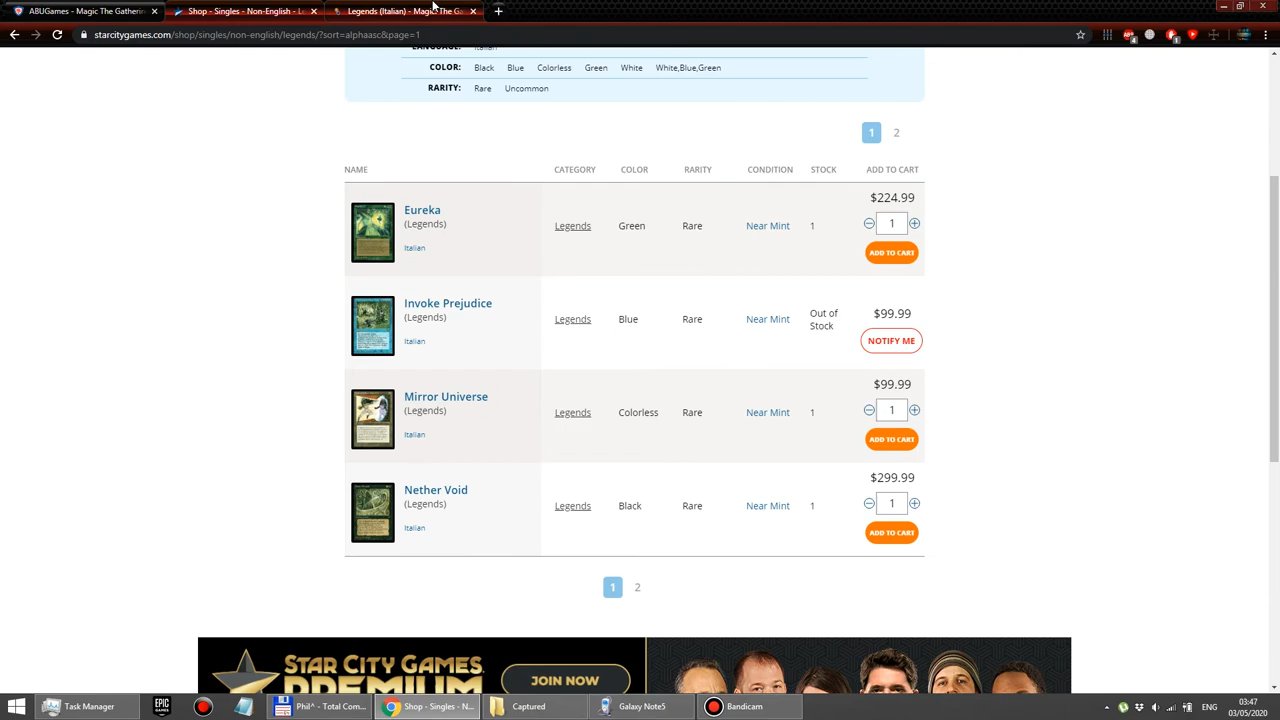 ABUGames - Magic The Gatherin
Shop - Singles - Non-English - Le
Legends (Italian) - Magic: The Ga
starcitygames.com/shop/singles/non-english/legends/?sort=alphaasc&page=1
Italian
COLOR: Black Blue Colorless Green White White,Blue,Green
RARITY: Rare Uncommon
1 2
NAME CATEGORY COLOR RARITY CONDITION STOCK ADD TO CART
Eureka
(Legends)
Italian
Legends Green Rare Near Mint 1
$224.99
1
ADD TO CART
Invoke Prejudice
(Legends)
Italian
Legends Blue Rare Near Mint
Out of
Stock
$99.99
NOTIFY ME
Mirror Universe
(Legends)
Italian
Legends Colorless Rare Near Mint 1
$99.99
1
ADD TO CART
Nether Void
(Legends)
Italian
Legends Black Rare Near Mint 1
$299.99
1
ADD TO CART
1 2
STAR CITY GAMES
PREMIUM
JOIN NOW
Task Manager
EPIC
GAMES
Phil^ - Total Com...
Shop - Singles - N...
Captured
Galaxy Note5
Bandicam
ENG
03:47
03/05/2020